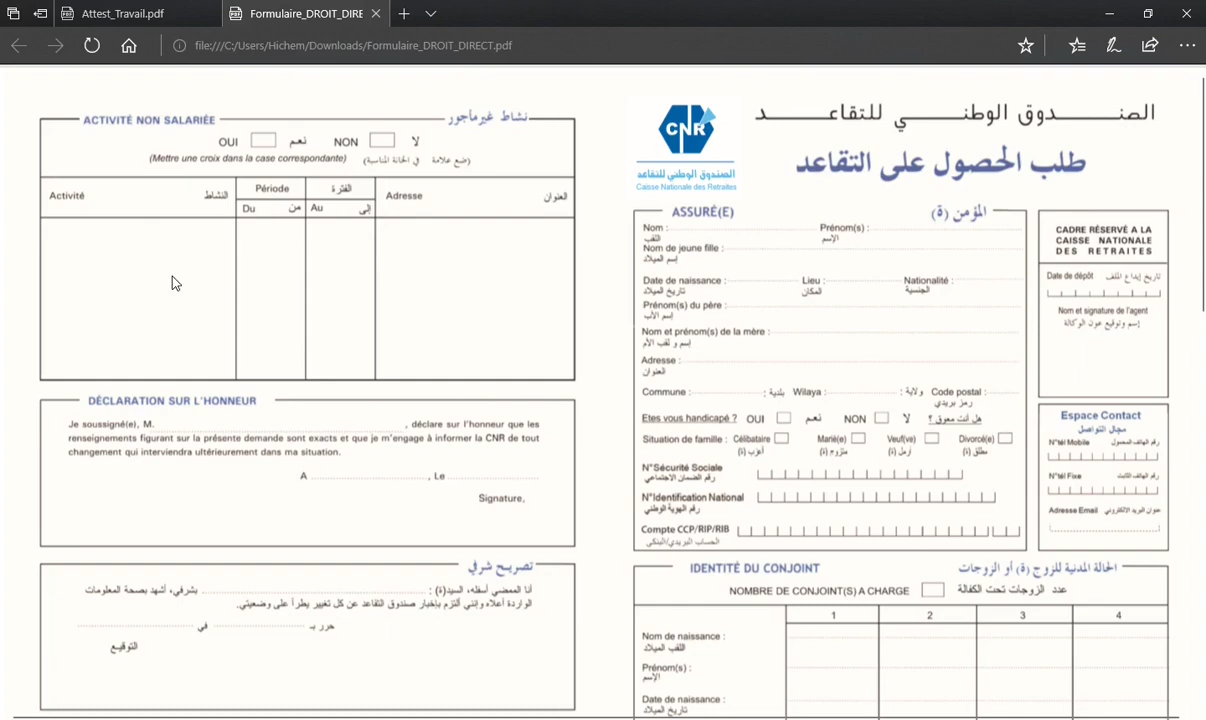 Attest_Travail.pdf
Formulaire_DROIT_DIRE
file:///C:/Users/Hichem/Downloads/Formulaire_DROIT_DIRECT.pdf
ACTIVITÉ NON SALARIÉE نشاط غير مأجور
OUI نعم NON لا
(Mettre une croix dans la case correspondante) (ضع علامة في الخانة المناسبة)
Activité النشاط Période الفترة Adresse العنوان
Du من Au إلى
DÉCLARATION SUR L'HONNEUR
Je soussigné(e), M. , déclare sur l'honneur que les
renseignements figurant sur la présente demande sont exacts et que je m'engage à informer la CNR de tout
changement qui interviendra ultérieurement dans ma situation.
A , Le
Signature,
تصريح شرفي
أنا الممضي أسفله، السيد(ة) : بشرفي، أشهد بصحة المعلومات
الواردة أعلاه وإنني ألتزم بإخبار صندوق التقاعد عن كل تغيير يطرأ على وضعيتي.
حرر بـ في
التوقيع
الصنـدوق الوطنـي للتقاعـد
CNR
طلب الحصول على التقاعد
الصندوق الوطني للتقاعد
Caisse Nationale des Retraites
ASSURÉ(E) المؤمن (ة)
Nom : Prénom(s) :
اللقب الإسم
Nom de jeune fille :
إسم الميلاد
Date de naissance : Lieu : Nationalité :
تاريخ الميلاد المكان الجنسية
Prénom(s) du père :
إسم الأب
Nom et prénom(s) de la mère :
إسم و لقب الأم
Adresse :
العنوان
Commune : بلدية : Wilaya : ولاية : Code postal :
رمز بريدي
Etes vous handicapé ? OUI نعم NON لا هل أنت معوق ؟
Situation de famille : Célibataire Marié(e) Veuf(ve) Divorcé(e)
أعزب (ة) متزوج (ة) أرمل (ة) مطلق (ة)
N°Sécurité Sociale
رقم الضمان الاجتماعي
N°Identification National
رقم الهوية الوطني
Compte CCP/RIP/RIB
الحساب البريدي/البنكي
CADRE RÉSERVÉ A LA
CAISSE NATIONALE
DES RETRAITES
Date de dépôt تاريخ إيداع الملف
Nom et signature de l'agent
إسم وتوقيع عون الوكالة
Espace Contact
مجال التواصل
N°tél Mobile رقم الهاتف المحمول
N°tél Fixe رقم الهاتف الثابت
Adresse Email عنوان البريد الالكتروني
IDENTITÉ DU CONJOINT الحالة المدنية للزوج (ة) أو الزوجات
NOMBRE DE CONJOINT(S) A CHARGE عدد الزوجات تحت الكفالة
1 2 3 4
Nom de naissance :
اللقب الميلاد
Prénom(s) :
الإسم
Date de naissance :
تاريخ الميلاد